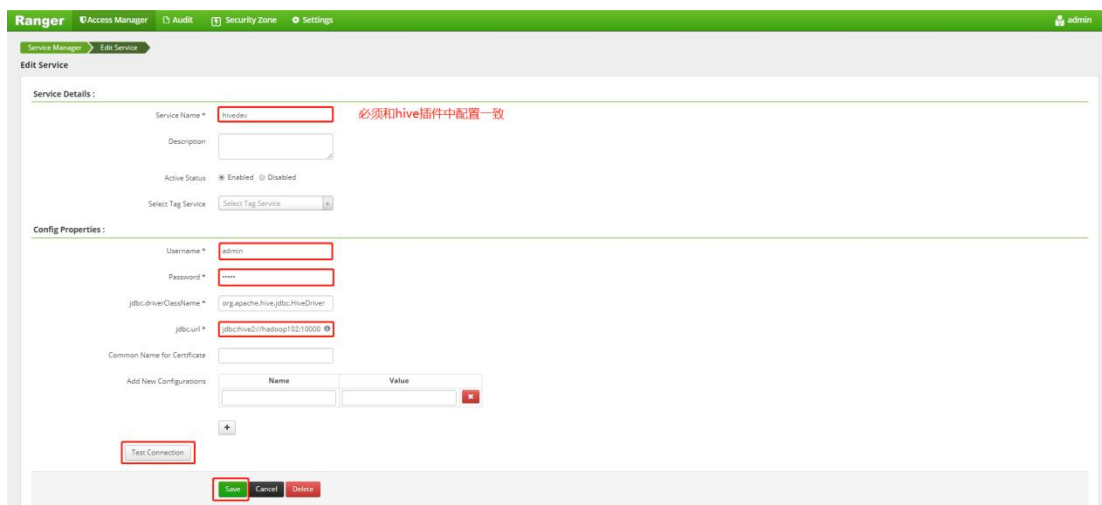 Ranger Access Manager Audit Security Zone Settings admin
Service Manager Edit Service
Edit Service
Service Details :
Service Name * hivedev 必须和hive插件中配置一致
Description
Active Status Enabled Disabled
Select Tag Service Select Tag Service
Config Properties :
Username * admin
Password * •••••
jdbc.driverClassName * org.apache.hive.jdbc.HiveDriver
jdbc.url * jdbc:hive2://hadoop102:10000
Common Name for Certificate
Add New Configurations Name Value
+
Test Connection
Save Cancel Delete